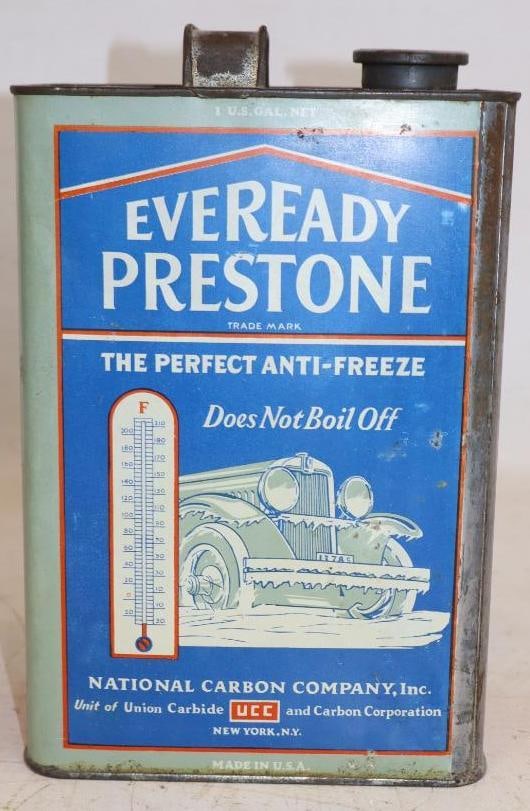 1 U.S. GAL. NET
EVEREADY
PRESTONE
TRADE MARK
THE PERFECT ANTI-FREEZE
Does Not Boil Off
F
NATIONAL CARBON COMPANY, Inc.
Unit of Union Carbide UCC and Carbon Corporation
NEW YORK, N.Y.
MADE IN U.S.A.